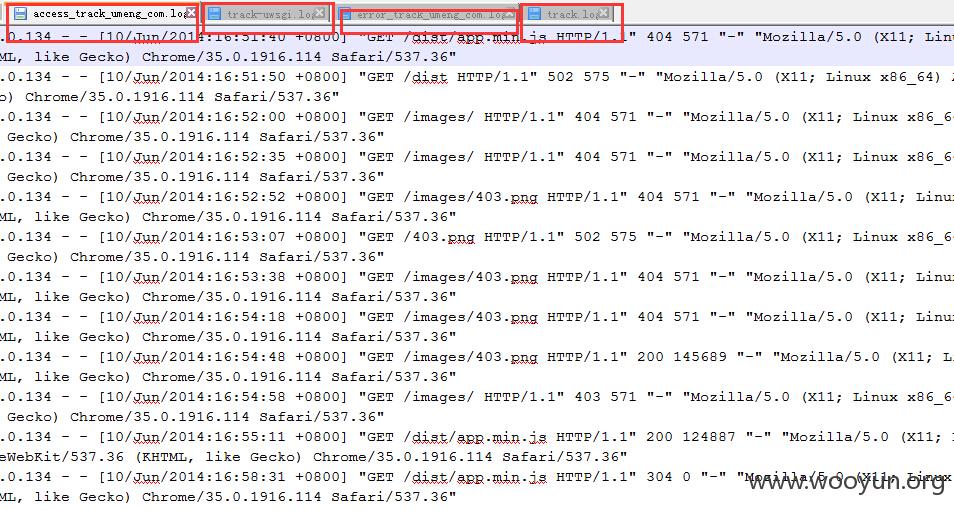 access_track_umeng_com.log track-uwsgi.log error_track_umeng_com.log track.log
.0.134 - - [10/Jun/2014:16:51:40 +0800] "GET /dist/app.min.js HTTP/1.1" 404 571 "-" "Mozilla/5.0 (X11; Linu
ML, like Gecko) Chrome/35.0.1916.114 Safari/537.36"
.0.134 - - [10/Jun/2014:16:51:50 +0800] "GET /dist HTTP/1.1" 502 575 "-" "Mozilla/5.0 (X11; Linux x86_64)
o) Chrome/35.0.1916.114 Safari/537.36"
.0.134 - - [10/Jun/2014:16:52:00 +0800] "GET /images/ HTTP/1.1" 404 571 "-" "Mozilla/5.0 (X11; Linux x86_6
Gecko) Chrome/35.0.1916.114 Safari/537.36"
.0.134 - - [10/Jun/2014:16:52:35 +0800] "GET /images/ HTTP/1.1" 404 571 "-" "Mozilla/5.0 (X11; Linux x86_6
Gecko) Chrome/35.0.1916.114 Safari/537.36"
.0.134 - - [10/Jun/2014:16:52:52 +0800] "GET /images/403.png HTTP/1.1" 404 571 "-" "Mozilla/5.0 (X11; Linux
ML, like Gecko) Chrome/35.0.1916.114 Safari/537.36"
.0.134 - - [10/Jun/2014:16:53:07 +0800] "GET /403.png HTTP/1.1" 502 575 "-" "Mozilla/5.0 (X11; Linux x86_6
Gecko) Chrome/35.0.1916.114 Safari/537.36"
.0.134 - - [10/Jun/2014:16:53:38 +0800] "GET /images/403.png HTTP/1.1" 404 571 "-" "Mozilla/5.0 (X11; Linux
ML, like Gecko) Chrome/35.0.1916.114 Safari/537.36"
.0.134 - - [10/Jun/2014:16:54:18 +0800] "GET /images/403.png HTTP/1.1" 404 571 "-" "Mozilla/5.0 (X11; Linux
ML, like Gecko) Chrome/35.0.1916.114 Safari/537.36"
.0.134 - - [10/Jun/2014:16:54:48 +0800] "GET /images/403.png HTTP/1.1" 200 145689 "-" "Mozilla/5.0 (X11; Li
ML, like Gecko) Chrome/35.0.1916.114 Safari/537.36"
.0.134 - - [10/Jun/2014:16:54:58 +0800] "GET /images/ HTTP/1.1" 403 571 "-" "Mozilla/5.0 (X11; Linux x86_6
Gecko) Chrome/35.0.1916.114 Safari/537.36"
.0.134 - - [10/Jun/2014:16:55:11 +0800] "GET /dist/app.min.js HTTP/1.1" 200 124887 "-" "Mozilla/5.0 (X11;
eWebKit/537.36 (KHTML, like Gecko) Chrome/35.0.1916.114 Safari/537.36"
.0.134 - - [10/Jun/2014:16:58:31 +0800] "GET /dist/app.min.js HTTP/1.1" 304 0 "-" "Mozilla/5.0 (X11; Linux
ML, like Gecko) Chrome/35.0.1916.114 Safari/537.36"
www.wooyun.org